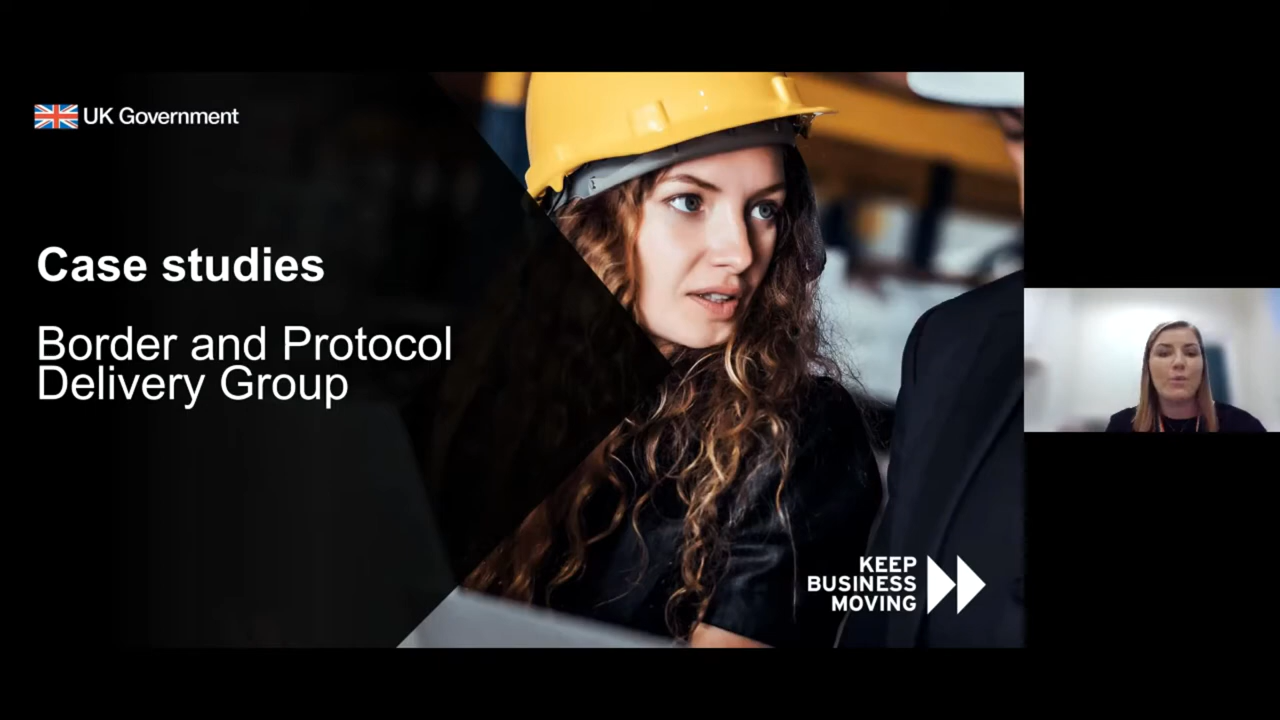 UK Government
Case studies
Border and Protocol
Delivery Group
KEEP
BUSINESS
MOVING